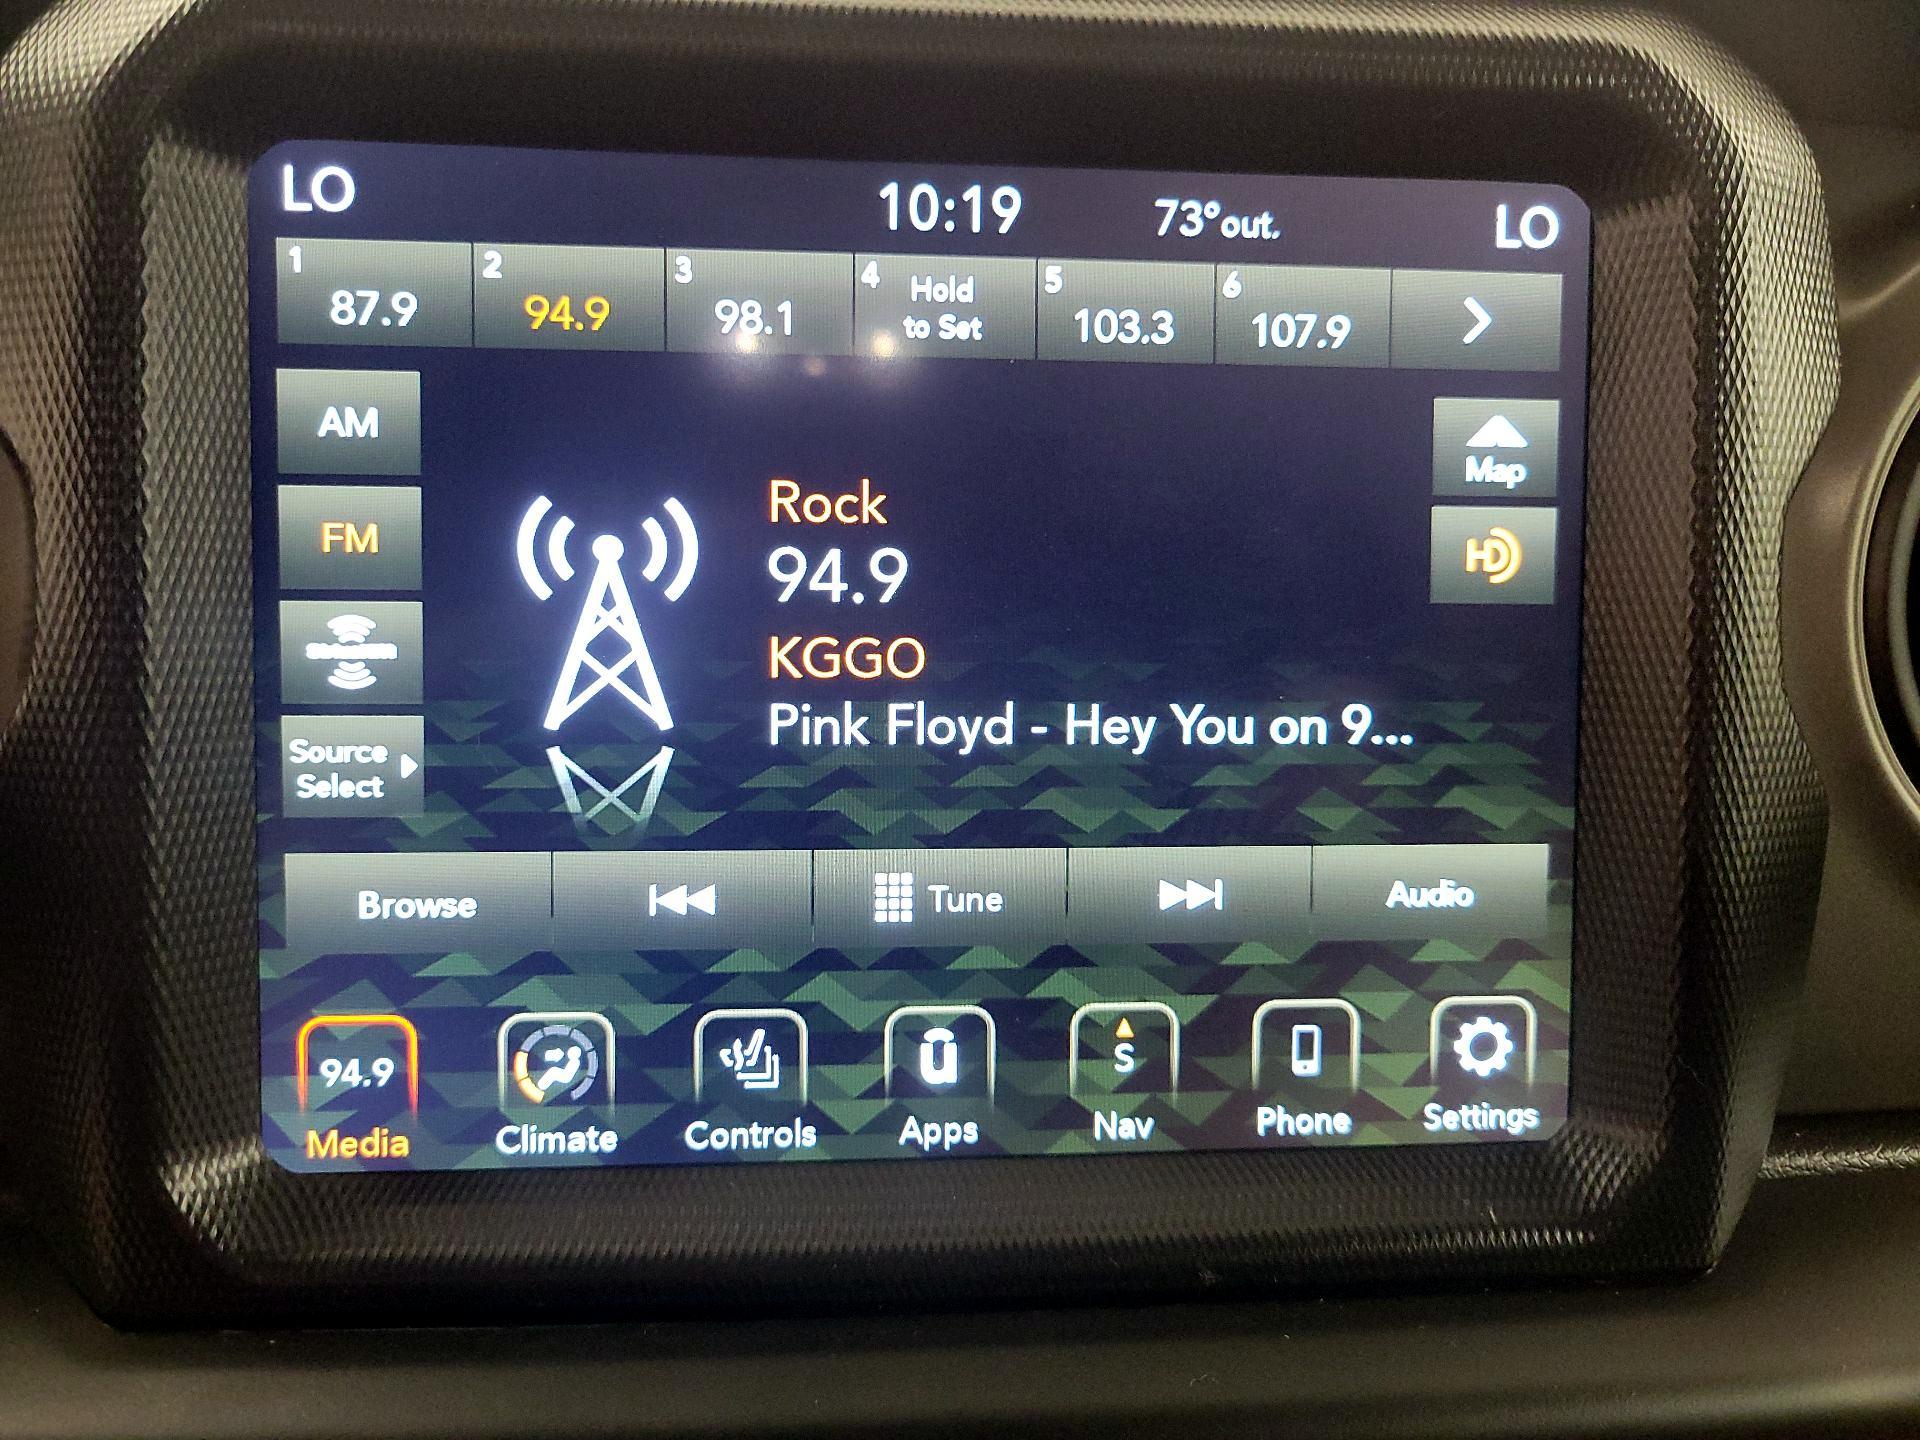 LO 10:19 73°out. LO
1 87.9
2 94.9
3 98.1
4 Hold
to Set
5 103.3
6 107.9
AM
FM
Source
Select
Rock
94.9
KGGO
Pink Floyd - Hey You on 9...
Map
HD
Browse
Tune
Audio
94.9
Media
Climate
Controls
u
Apps
S
Nav
Phone
Settings